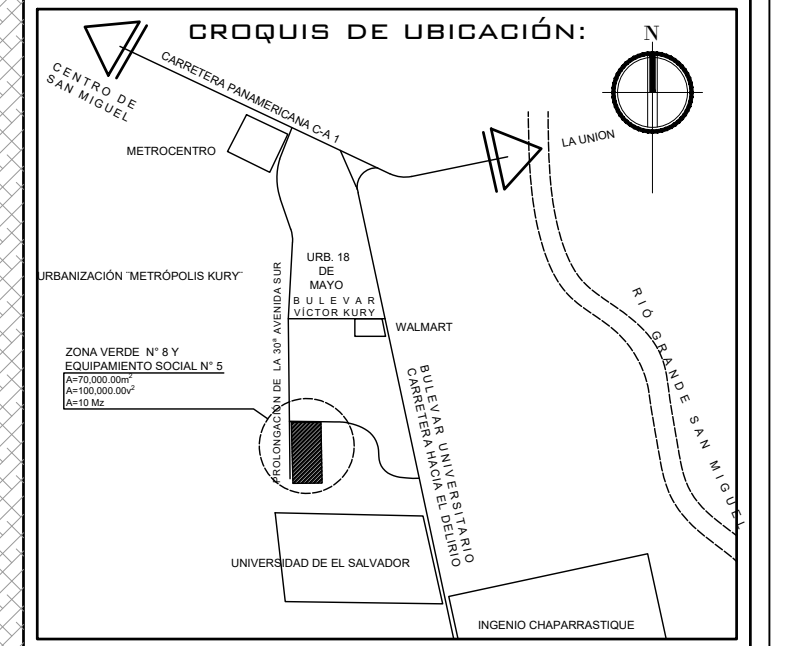 CROQUIS DE UBICACIÓN:
N
CENTRO DE
SAN MIGUEL
CARRETERA PANAMERICANA C-A 1
METROCENTRO
LA UNION
URBANIZACIÓN ¨METRÓPOLIS KURY¨
URB. 18
DE
MAYO
BULEVAR
VÍCTOR KURY
WALMART
PROLONGACION DE LA 30ª AVENIDA SUR
ZONA VERDE N° 8 Y
EQUIPAMIENTO SOCIAL N° 5
A=70,000.00m²
A=100,000.00v²
A=10 Mz
BULEVAR UNIVERSITARIO
CARRETERA HACIA EL DELIRIO
RIÓ GRANDE SAN MIGUEL
UNIVERSIDAD DE EL SALVADOR
INGENIO CHAPARRASTIQUE